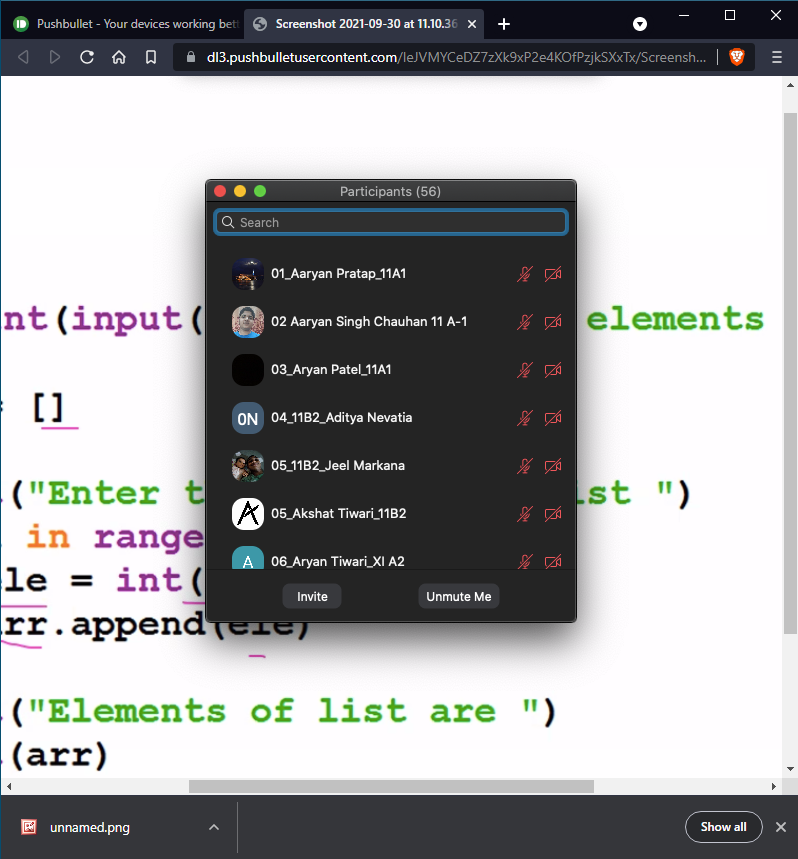 Pushbullet - Your devices working bett
Screenshot 2021-09-30 at 11.10.36
dl3.pushbulletusercontent.com/IeJVMYCeDZ7zXk9xP2e4KOfPzjkSXxTx/Screensh...
Participants (56)
Search
01_Aaryan Pratap_11A1
02 Aaryan Singh Chauhan 11 A-1
03_Aryan Patel_11A1
0N
04_11B2_Aditya Nevatia
05_11B2_Jeel Markana
05_Akshat Tiwari_11B2
A
06_Aryan Tiwari_XI A2
Invite
Unmute Me
nt(input( elements
= []
("Enter t ist ")
in range
le = int(
rr.append(ele)
("Elements of list are ")
(arr)
unnamed.png
Show all